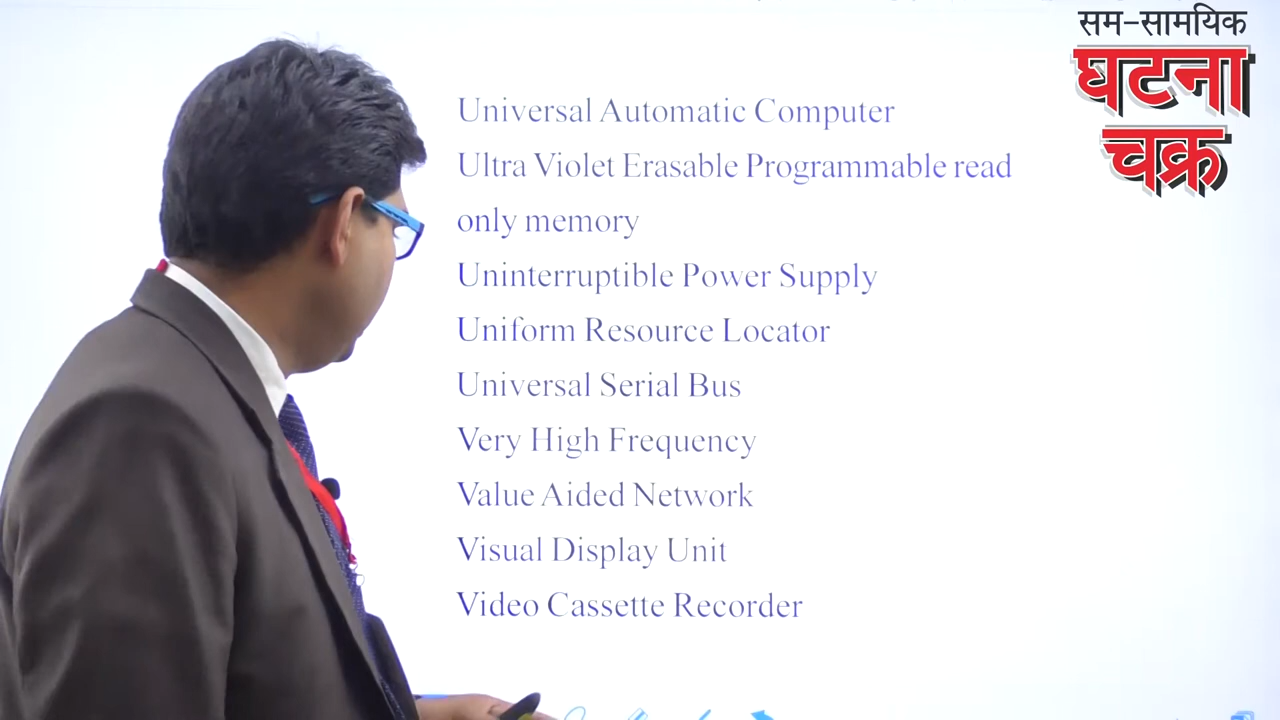 सम-सामयिक
घटना
चक्र
Universal Automatic Computer
Ultra Violet Erasable Programmable read
only memory
Uninterruptible Power Supply
Uniform Resource Locator
Universal Serial Bus
Very High Frequency
Value Aided Network
Visual Display Unit
Video Cassette Recorder